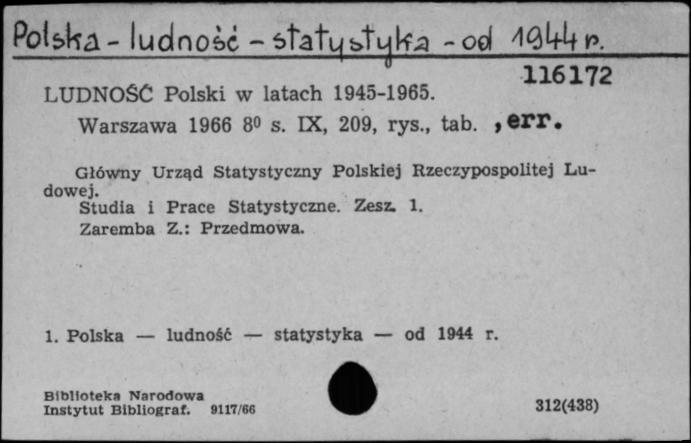 Polska - ludność - statystyka - od 1944 r.
116172
LUDNOŚĆ Polski w latach 1945-1965.
Warszawa 1966 8⁰ s. IX, 209, rys., tab. , err.
Główny Urząd Statystyczny Polskiej Rzeczypospolitej Lu-
dowej.
Studia i Prace Statystyczne. Zesz. 1.
Zaremba Z.: Przedmowa.
1. Polska — ludność — statystyka — od 1944 r.
Biblioteka Narodowa
Instytut Bibliograf. 9117/66
312(438)